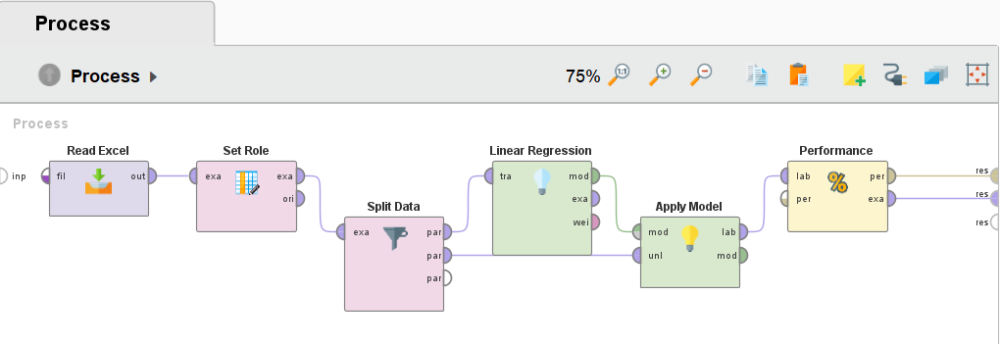 Process
Process
75%
1:1
Process
Read Excel
Set Role
Linear Regression
Performance
inp
fil
out
exa
exa
ori
tra
mod
exa
wei
lab
per
per
exa
res
res
res
Split Data
exa
par
par
par
Apply Model
mod
unl
lab
mod
%